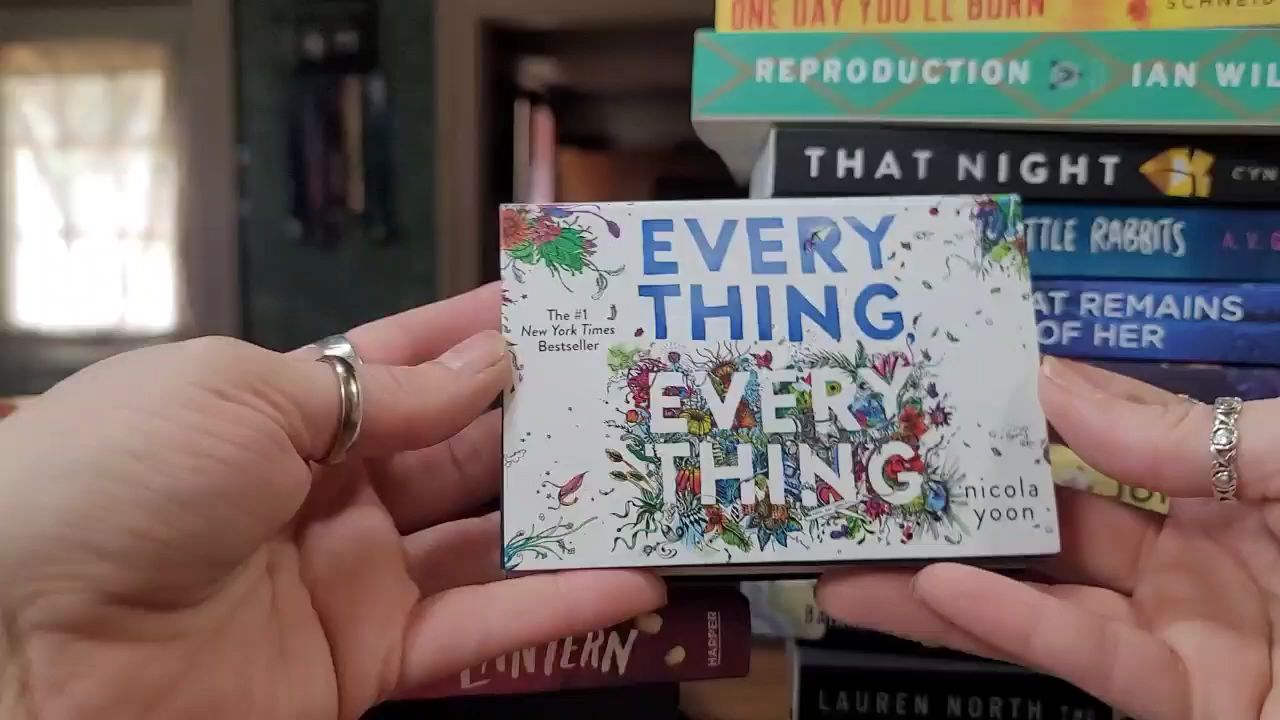 ONE DAY YOU'LL BURN
REPRODUCTION IAN WIL
THAT NIGHT CYN
TTLE RABBITS
AT REMAINS
OF HER
EVERY
THING,
The #1
New York Times
Bestseller
EVERY
THING
nicola
yoon
ANTERN
HARPER
LAUREN NORTH